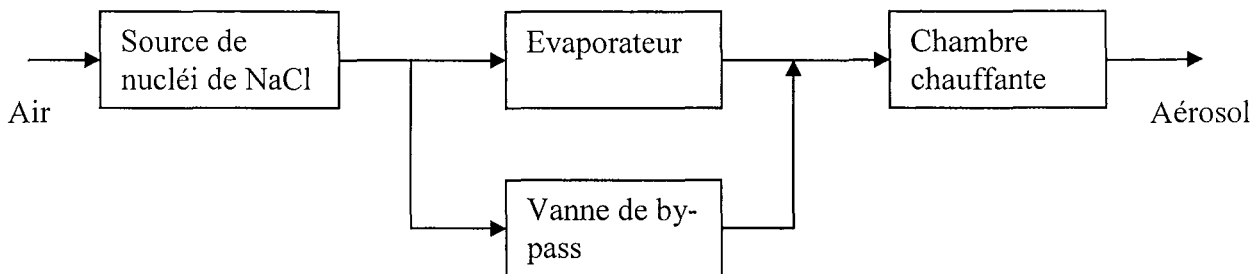 Source de
nucléi de NaCl
Evaporateur
Chambre
chauffante
Air
Aérosol
Vanne de by-
pass